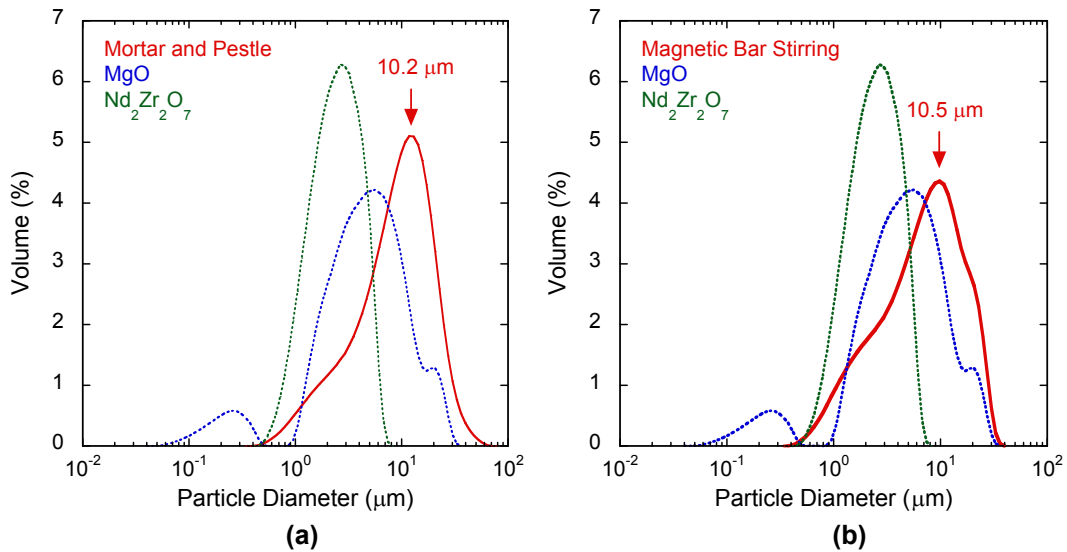 7
6
5
4
3
2
1
0
Volume (%)
Mortar and Pestle
MgO
Nd₂Zr₂O₇
10.2 μm
10⁻² 10⁻¹ 10⁰ 10¹ 10²
Particle Diameter (μm)
(a)
7
6
5
4
3
2
1
0
Volume (%)
Magnetic Bar Stirring
MgO
Nd₂Zr₂O₇
10.5 μm
10⁻² 10⁻¹ 10⁰ 10¹ 10²
Particle Diameter (μm)
(b)